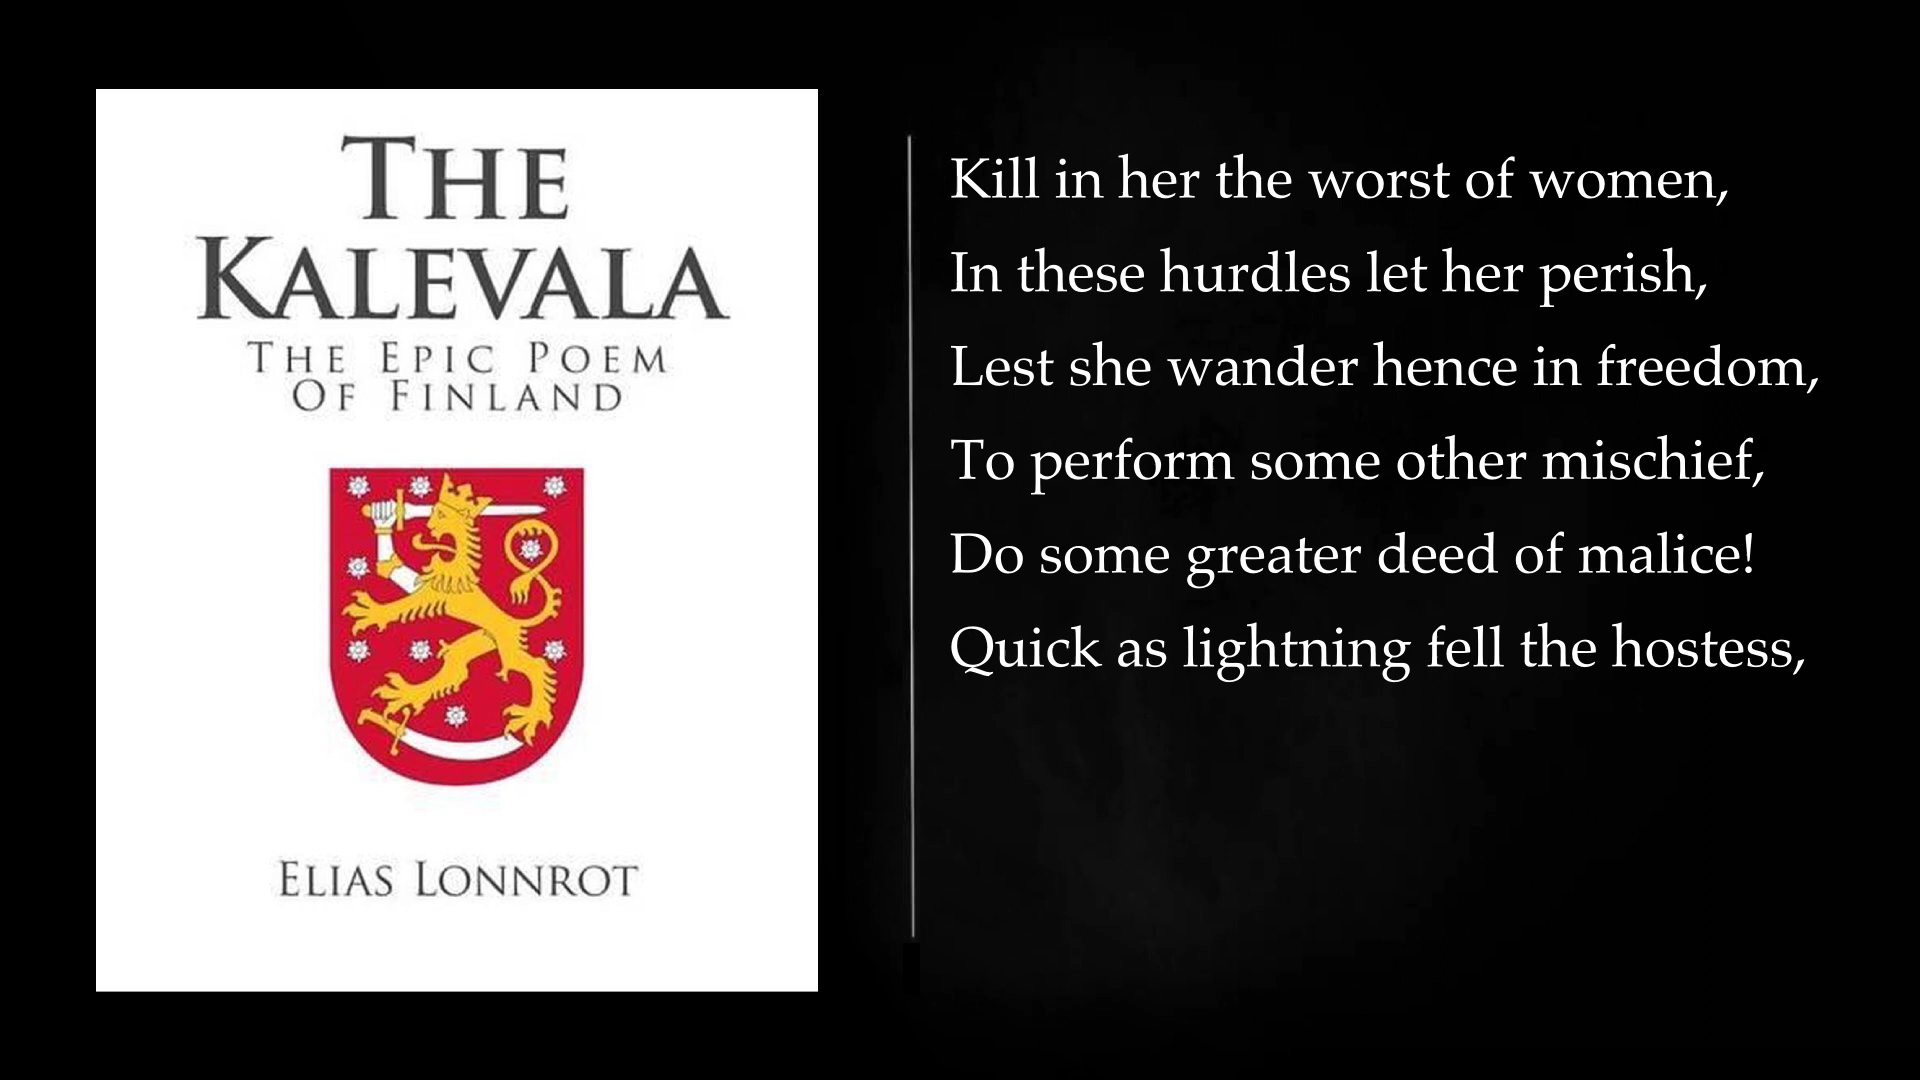 THE
KALEVALA
THE EPIC POEM
OF FINLAND
ELIAS LONNROT
Kill in her the worst of women,
In these hurdles let her perish,
Lest she wander hence in freedom,
To perform some other mischief,
Do some greater deed of malice!
Quick as lightning fell the hostess,